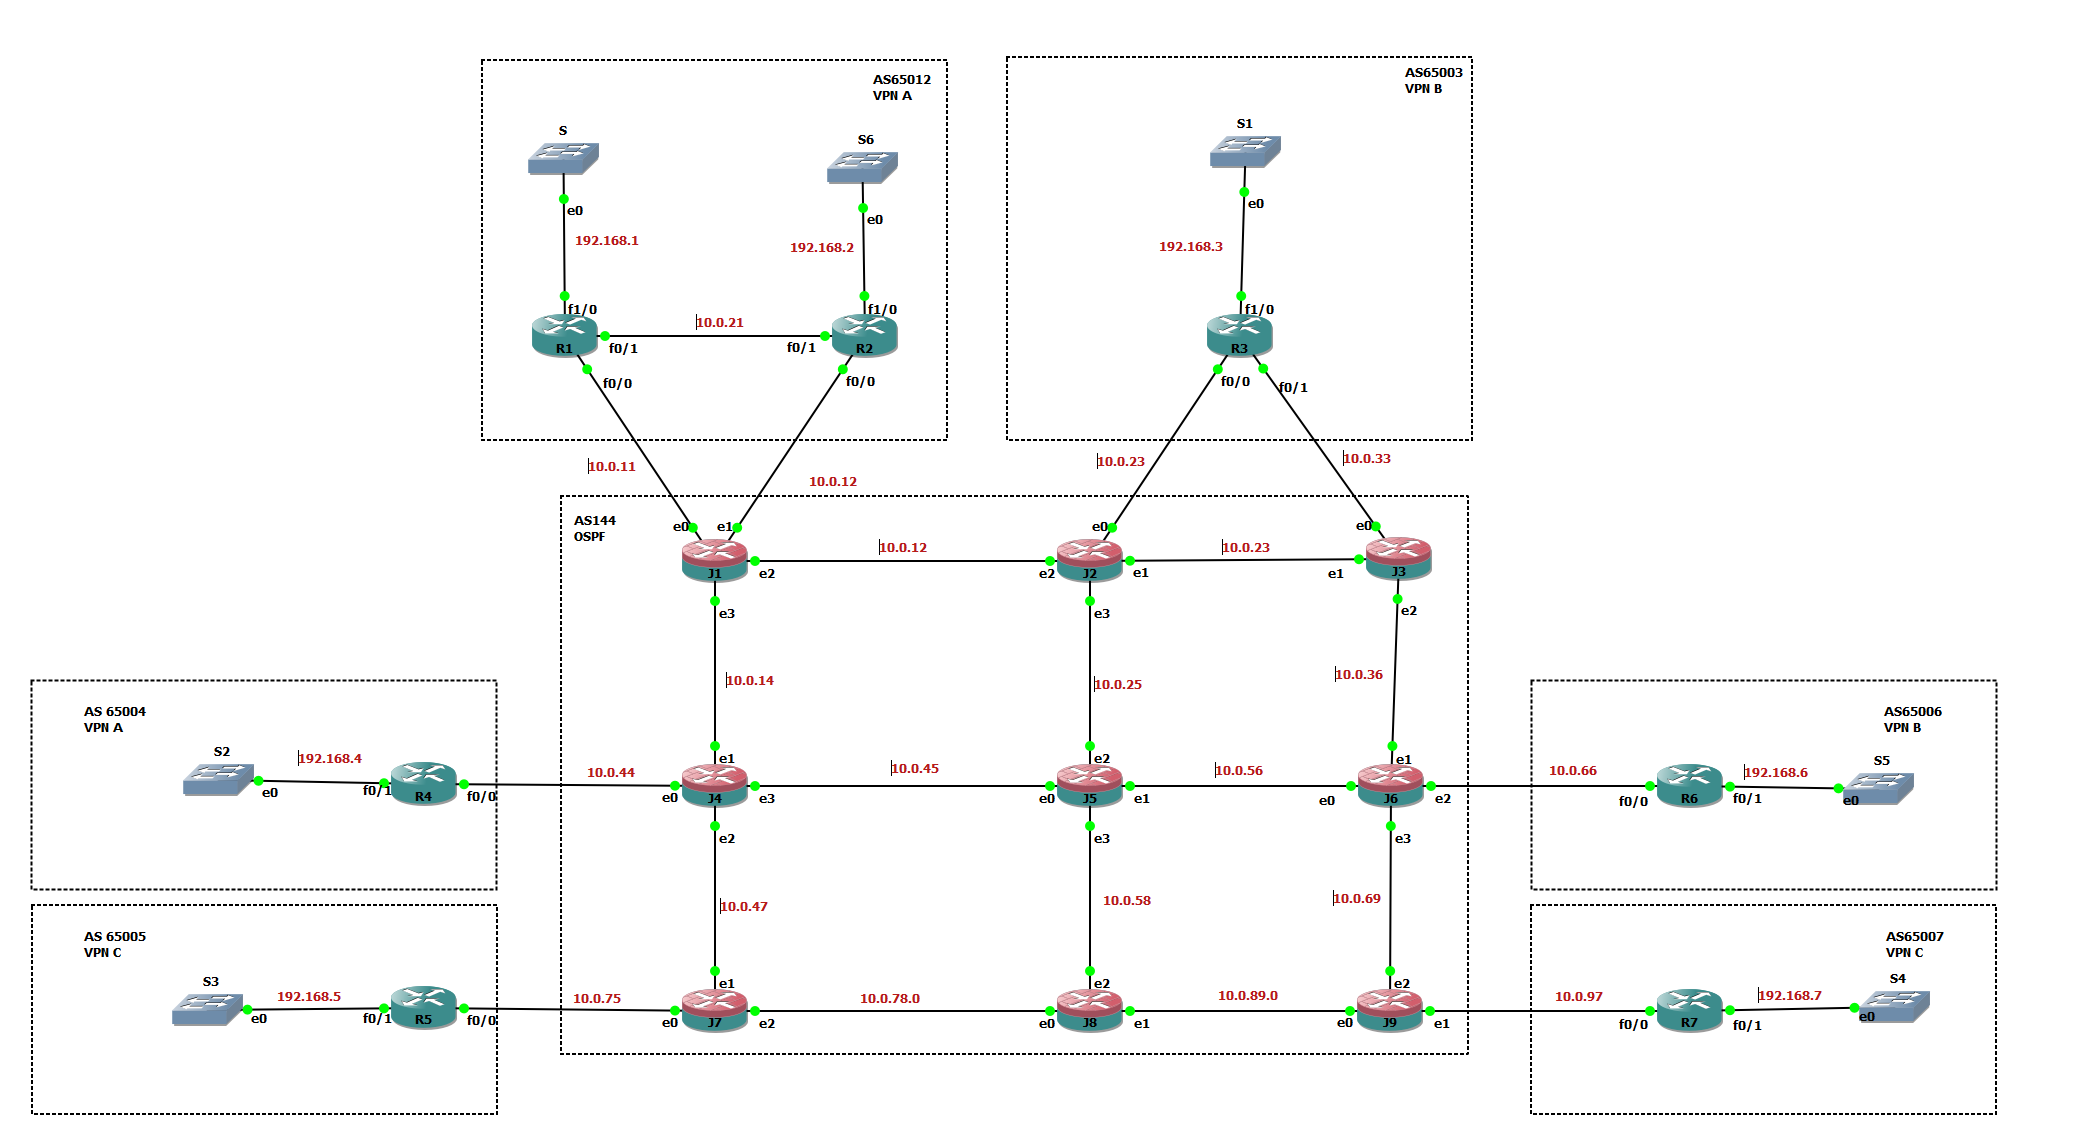 AS65012
VPN A
S
S6
e0
e0
192.168.1
192.168.2
f1/0
f1/0
10.0.21
R1
f0/1
f0/1
R2
f0/0
f0/0
AS65003
VPN B
S1
e0
192.168.3
f1/0
R3
f0/0
f0/1
10.0.11
10.0.12
10.0.23
10.0.33
AS144
OSPF
e0
e1
e0
e0
10.0.12
10.0.23
J1
e2
e2
J2
e1
e1
J3
e3
e3
e2
10.0.14
10.0.25
10.0.36
AS 65004
VPN A
S2
192.168.4
e0
f0/1
R4
f0/0
10.0.44
e1
e2
e1
10.0.45
10.0.56
e0
J4
e3
e0
J5
e1
e0
J6
e2
e2
e3
e3
AS65006
VPN B
10.0.66
192.168.6
S5
f0/0
R6
f0/1
e0
10.0.47
10.0.58
10.0.69
AS 65005
VPN C
S3
192.168.5
e0
f0/1
R5
f0/0
10.0.75
e1
e2
e2
10.0.78.0
10.0.89.0
e0
J7
e2
e0
J8
e1
e0
J9
e1
AS65007
VPN C
S4
10.0.97
192.168.7
f0/0
R7
f0/1
e0